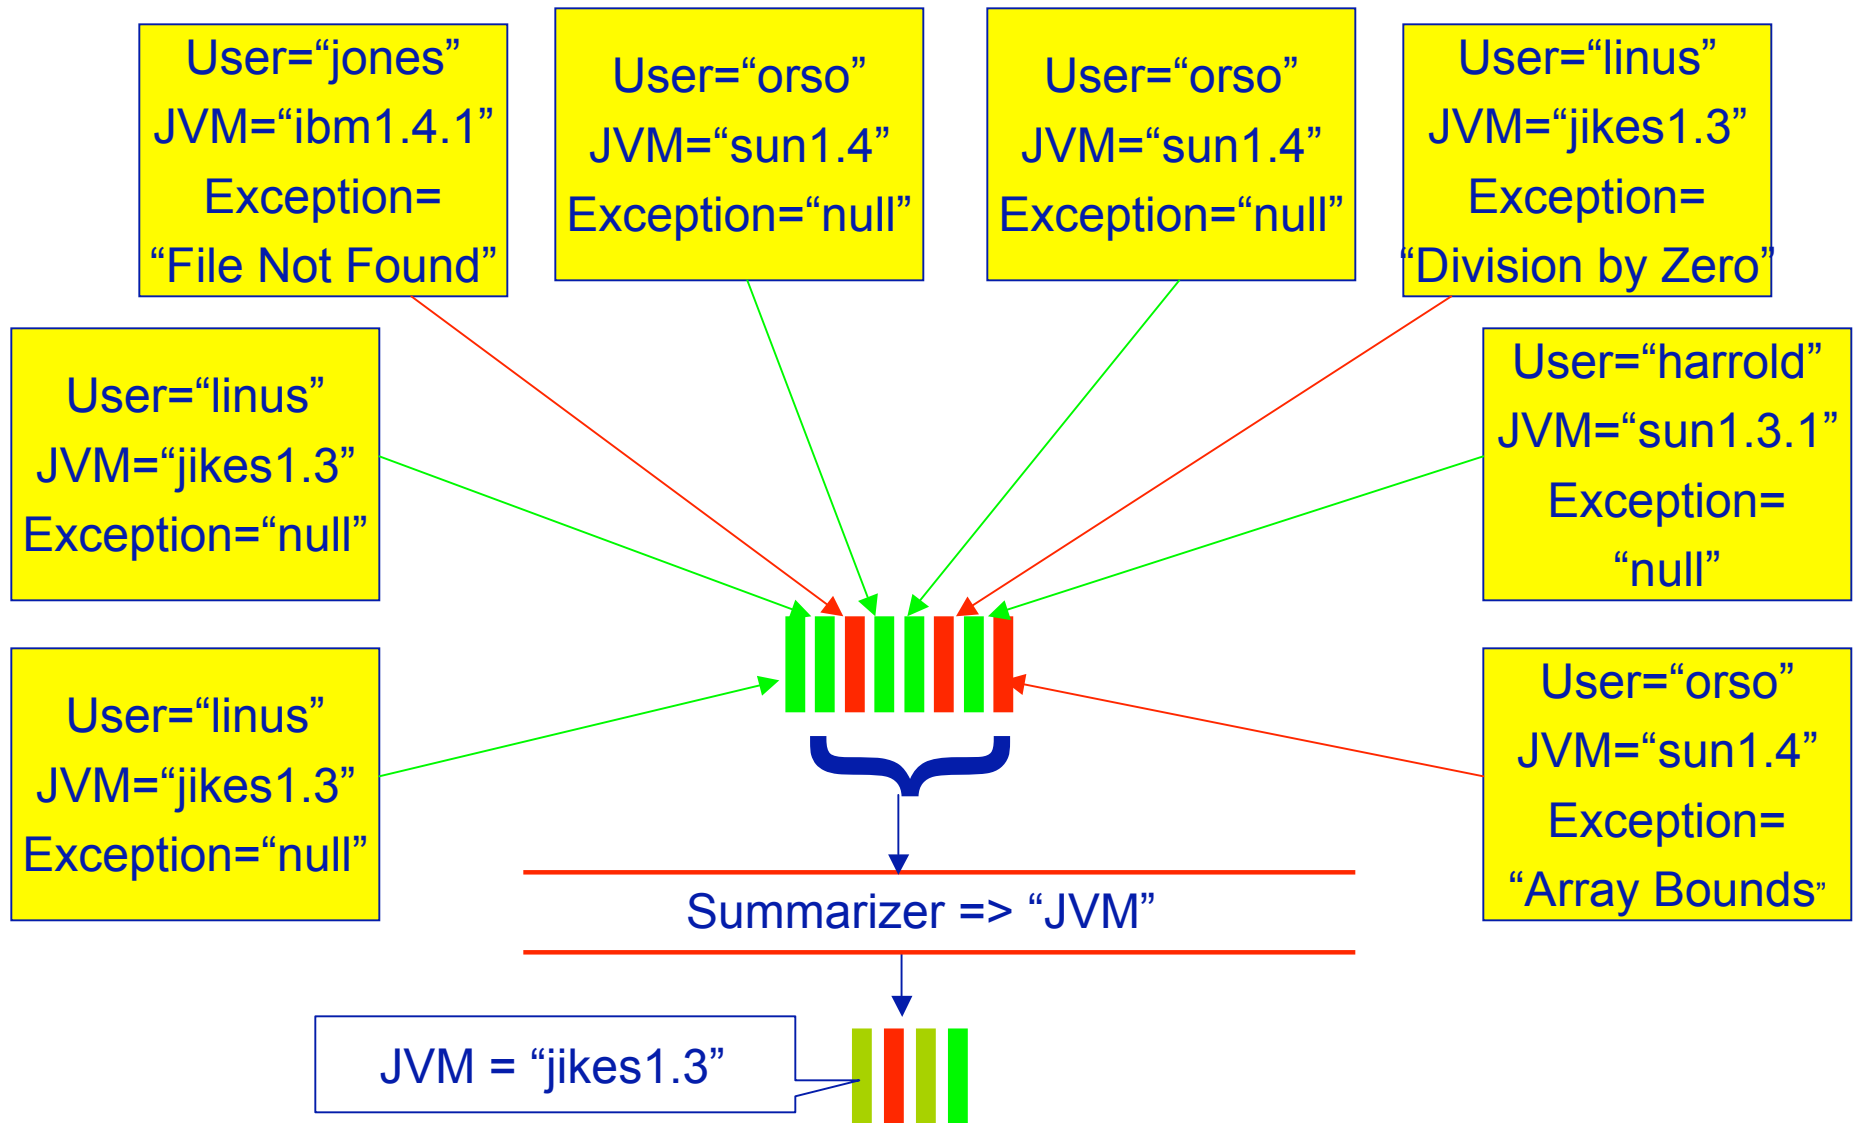 User=“jones”
JVM=“ibm1.4.1”
Exception=
“File Not Found”
User=“orso”
JVM=“sun1.4”
Exception=“null”
User=“orso”
JVM=“sun1.4”
Exception=“null”
User=“linus”
JVM=“jikes1.3”
Exception=
“Division by Zero”
User=“linus”
JVM=“jikes1.3”
Exception=“null”
User=“harrold”
JVM=“sun1.3.1”
Exception=
“null”
User=“linus”
JVM=“jikes1.3”
Exception=“null”
User=“orso”
JVM=“sun1.4”
Exception=
“Array Bounds”
Summarizer => “JVM”
JVM = “jikes1.3”